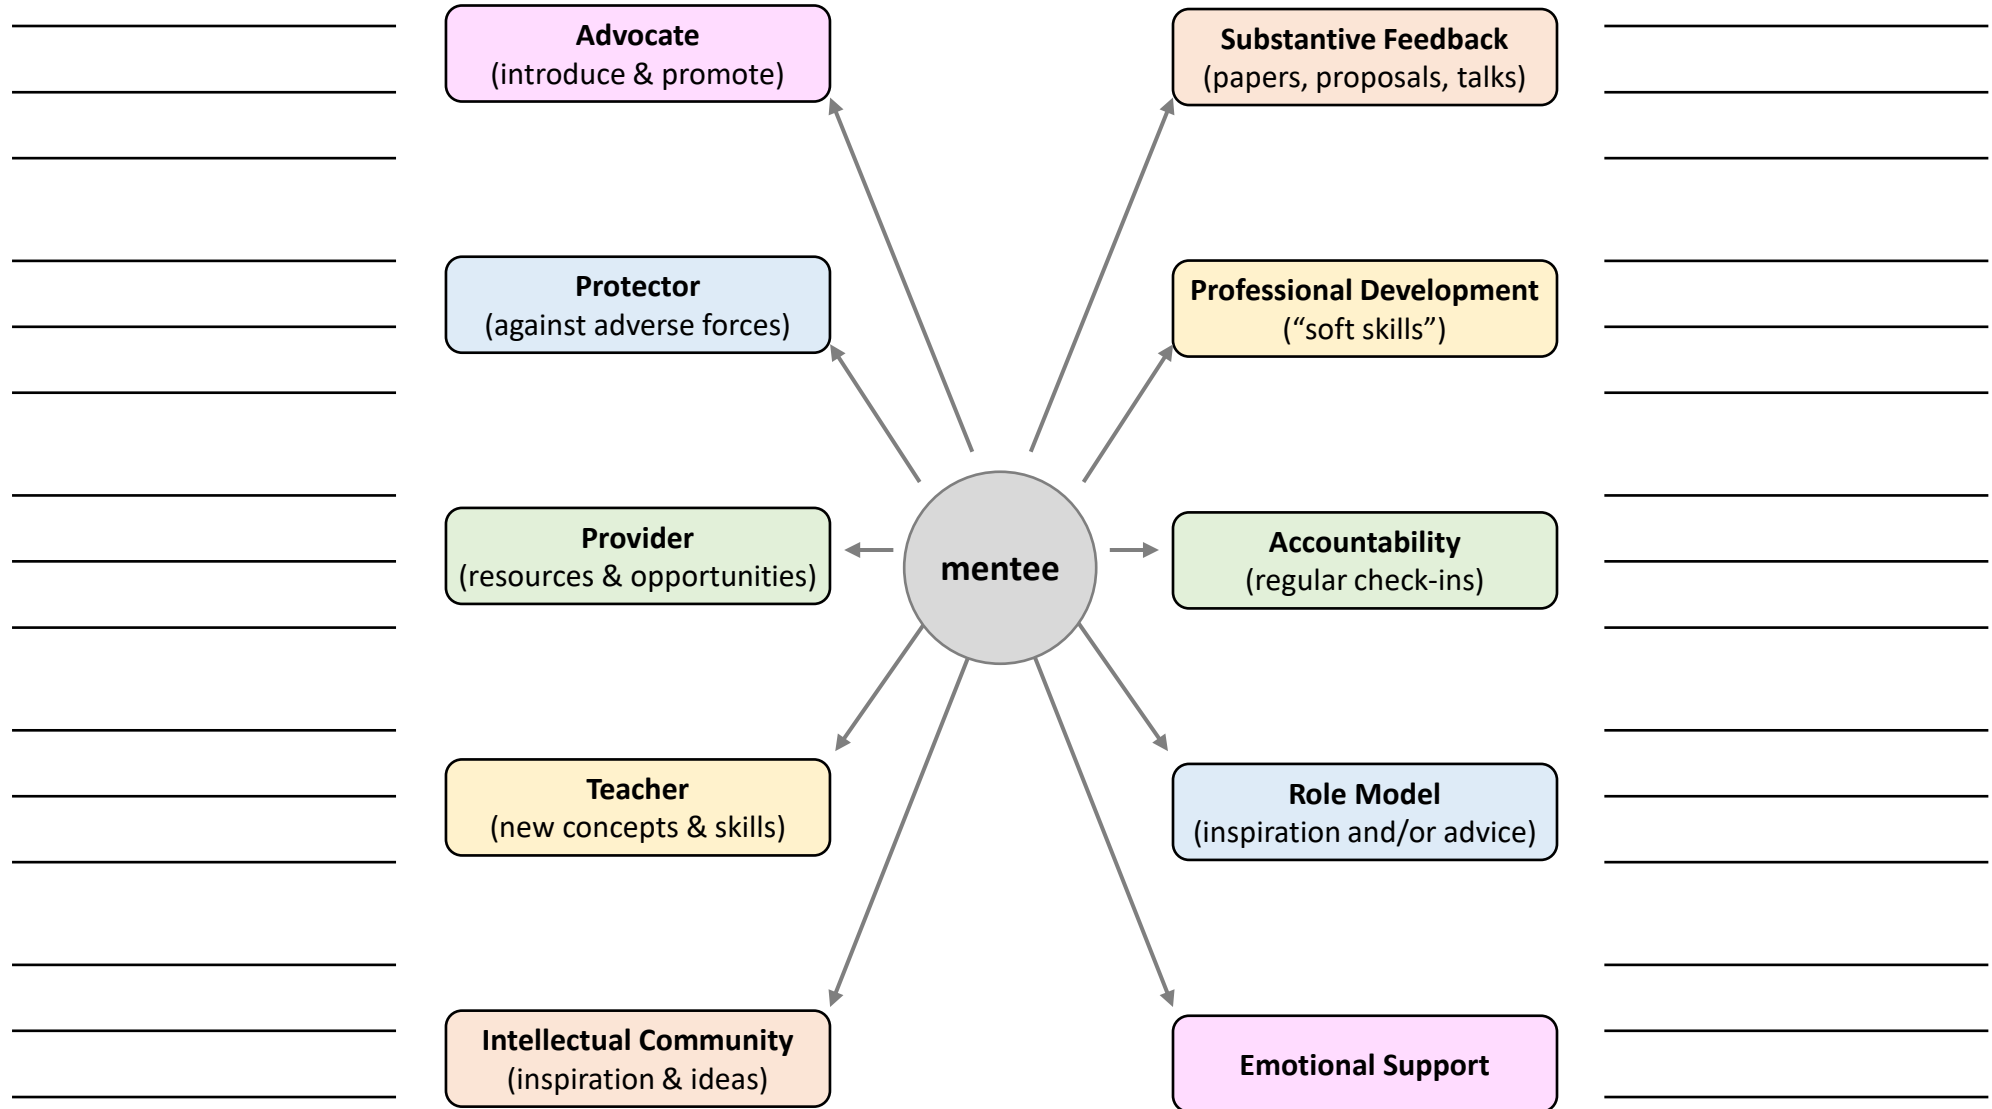 Advocate
(introduce & promote)
Substantive Feedback
(papers, proposals, talks)
Protector
(against adverse forces)
Professional Development
(“soft skills”)
Provider
(resources & opportunities)
mentee
Accountability
(regular check-ins)
Teacher
(new concepts & skills)
Role Model
(inspiration and/or advice)
Intellectual Community
(inspiration & ideas)
Emotional Support